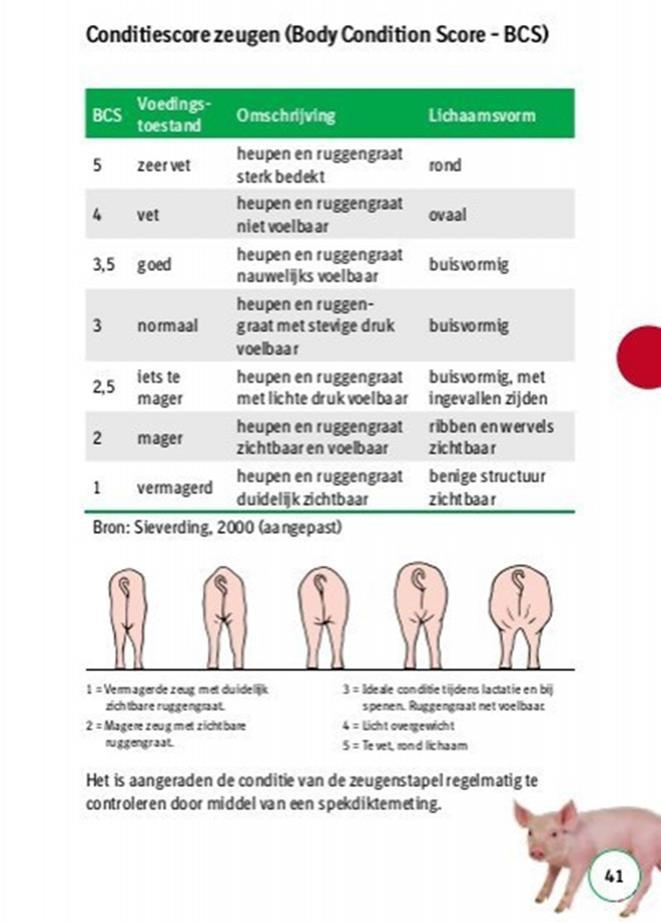 Conditiescore zeugen (Body Condition Score - BCS)
BCS Voedings-toestand Omschrijving Lichaamsvorm
5 zeer vet heupen en ruggengraat sterk bedekt rond
4 vet heupen en ruggengraat niet voelbaar ovaal
3,5 goed heupen en ruggengraat nauwelijks voelbaar buisvormig
3 normaal heupen en ruggen-graat met stevige druk voelbaar buisvormig
2,5 iets te mager heupen en ruggengraat met lichte druk voelbaar buisvormig, met ingevallen zijden
2 mager heupen en ruggengraat zichtbaar en voelbaar ribben en wervels zichtbaar
1 vermagerd heupen en ruggengraat duidelijk zichtbaar benige structuur zichtbaar
Bron: Sieverding, 2000 (aangepast)
1 = Vermagerde zeug met duidelijk
zichtbare ruggengraat.
2 = Magere zeug met zichtbare
ruggengraat.
3 = Ideale conditie tijdens lactatie en bij
spenen. Ruggengraat net voelbaar.
4 = Licht overgewicht
5 = Te vet, rond lichaam
Het is aangeraden de conditie van de zeugenstapel regelmatig te
controleren door middel van een spekdiktemeting.
41